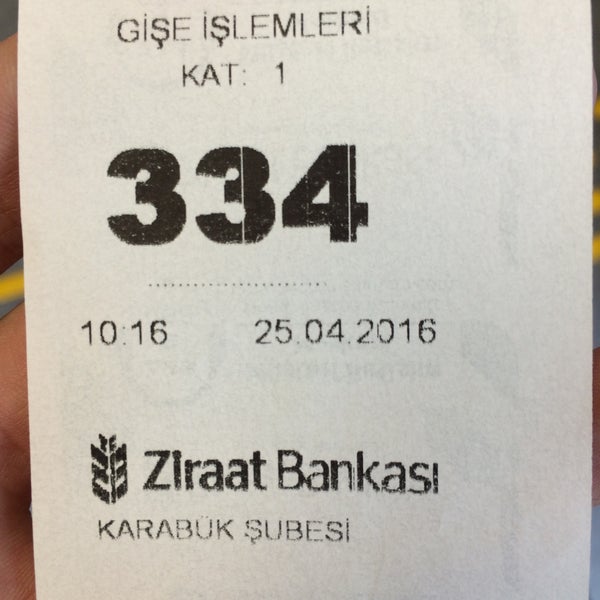 GİŞE İŞLEMLERİ
KAT: 1
334
10:16 25.04.2016
Ziraat Bankası
KARABÜK ŞUBESİ